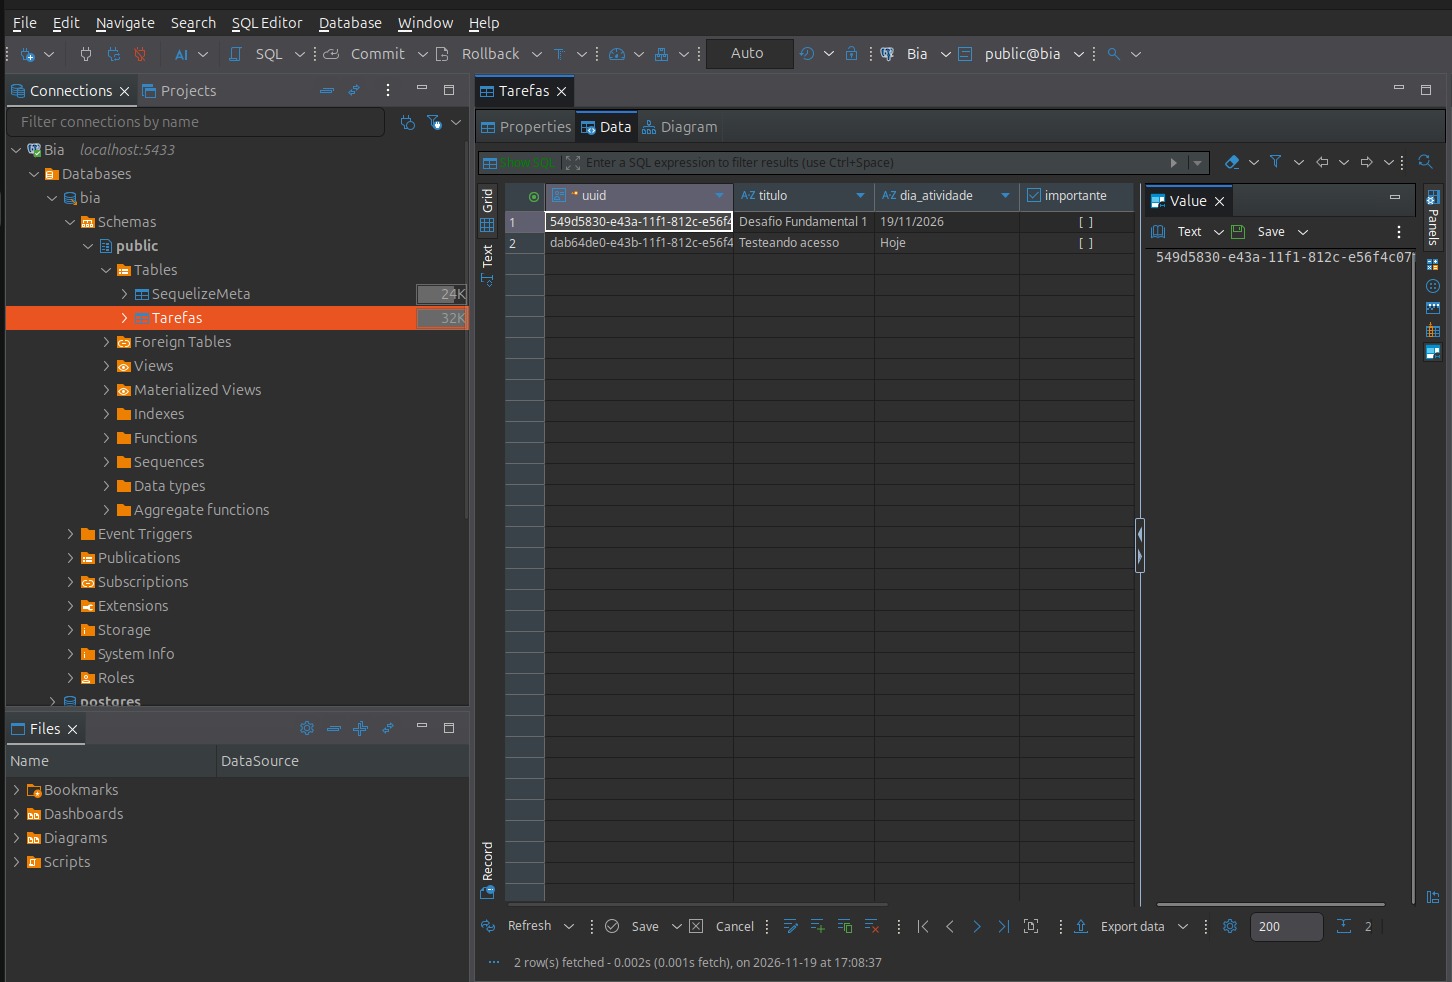 File Edit Navigate Search SQL Editor Database Window Help
AI SQL Commit Rollback T Auto Bia public@bia
Connections Projects
Filter connections by name
Bia localhost:5433
Databases
bia
Schemas
public
Tables
SequelizeMeta 24K
Tarefas 32K
Foreign Tables
Views
Materialized Views
Indexes
Functions
Sequences
Data types
Aggregate functions
Event Triggers
Publications
Subscriptions
Extensions
Storage
System Info
Roles
postgres
Files
Name DataSource
Bookmarks
Dashboards
Diagrams
Scripts
Tarefas
Properties Data Diagram
Show SQL Enter a SQL expression to filter results (use Ctrl+Space)
Grid
Text
Record
uuid A-Z titulo A-Z dia_atividade importante
1 549d5830-e43a-11f1-812c-e56f4 Desafio Fundamental 1 19/11/2026 [ ]
2 dab64de0-e43b-11f1-812c-e56f4 Testeando acesso Hoje [ ]
Value
Text Save
549d5830-e43a-11f1-812c-e56f4c07
Panels
Refresh Save Cancel Export data 200 2
2 row(s) fetched - 0.002s (0.001s fetch), on 2026-11-19 at 17:08:37